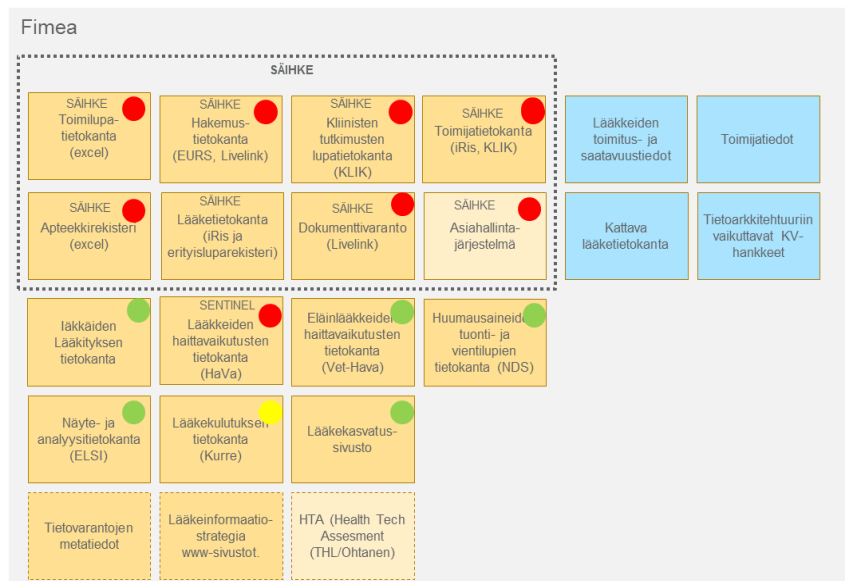 Fimea
SÄIHKE
SÄIHKE
Toimilupa-
tietokanta
(excel)
SÄIHKE
Hakemus-
tietokanta
(EURS, Livelink)
SÄIHKE
Kliinisten
tutkimusten
lupatietokanta
(KLIK)
SÄIHKE
Toimijatietokanta
(iRis, KLIK)
Lääkkeiden
toimitus- ja
saatavuustiedot
Toimijatiedot
SÄIHKE
Apteekkirekisteri
(excel)
SÄIHKE
Lääketietokanta
(iRis ja
erityisluparekisteri)
SÄIHKE
Dokumenttivaranto
(Livelink)
SÄIHKE
Asiahallinta-
järjestelmä
Kattava
lääketietokanta
Tietoarkkitehtuuriin
vaikuttavat KV-
hankkeet
Iäkkäiden
Lääkityksen
tietokanta
SENTINEL
Lääkkeiden
haittavaikutusten
tietokanta
(HaVa)
Eläinlääkkeiden
haittavaikutusten
tietokanta
(Vet-Hava)
Huumausaineiden
tuonti- ja
vientilupien
tietokanta (NDS)
Näyte- ja
analyysitietokanta
(ELSI)
Lääkekulutuksen
tietokanta
(Kurre)
Lääkekasvatus-
sivusto
Tietovarantojen
metatiedot
Lääkeinformaatio-
strategia
www-sivustot.
HTA (Health Tech
Assesment
(THL/Ohtanen)